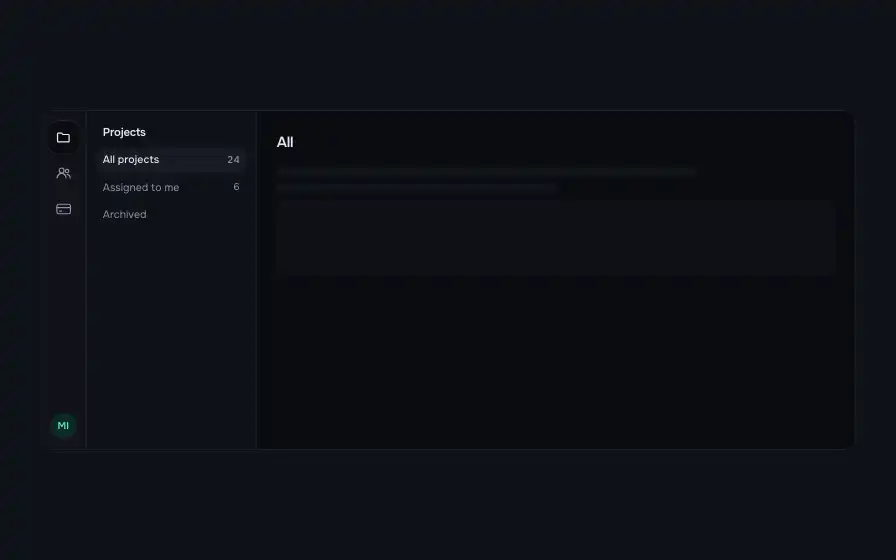 Projects
All projects 24
Assigned to me 6
Archived
MI
All